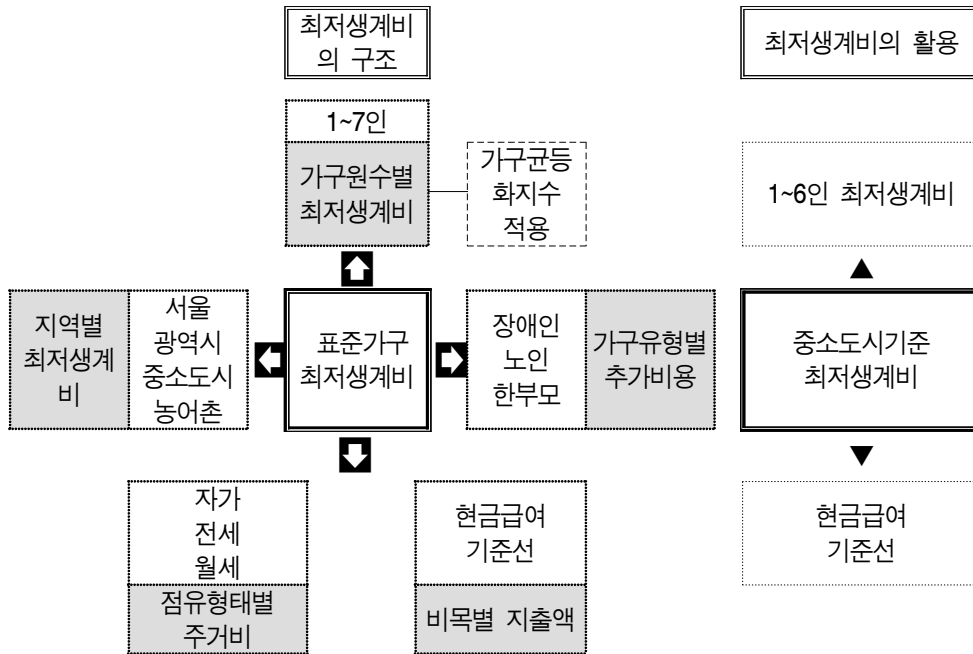 최저생계비
의 구조
최저생계비의 활용
1~7인
가구원수별
최저생계비
가구균등
화지수
적용
1~6인 최저생계비
지역별
최저생계
비
서울
광역시
중소도시
농어촌
표준가구
최저생계비
장애인
노인
한부모
가구유형별
추가비용
중소도시기준
최저생계비
자가
전세
월세
점유형태별
주거비
현금급여
기준선
비목별 지출액
현금급여
기준선